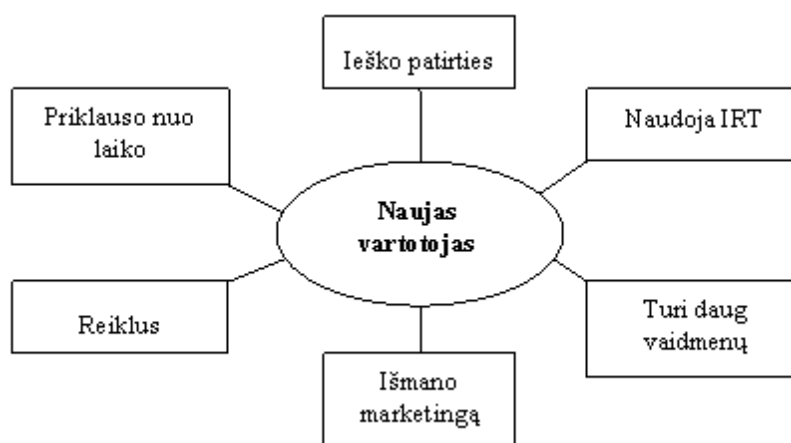 Ieško patirties
Priklauso nuo
laiko
Naudoja IRT
Naujas
vartotojas
Reiklus
Turi daug
vaidmenų
Išmano
marketingą